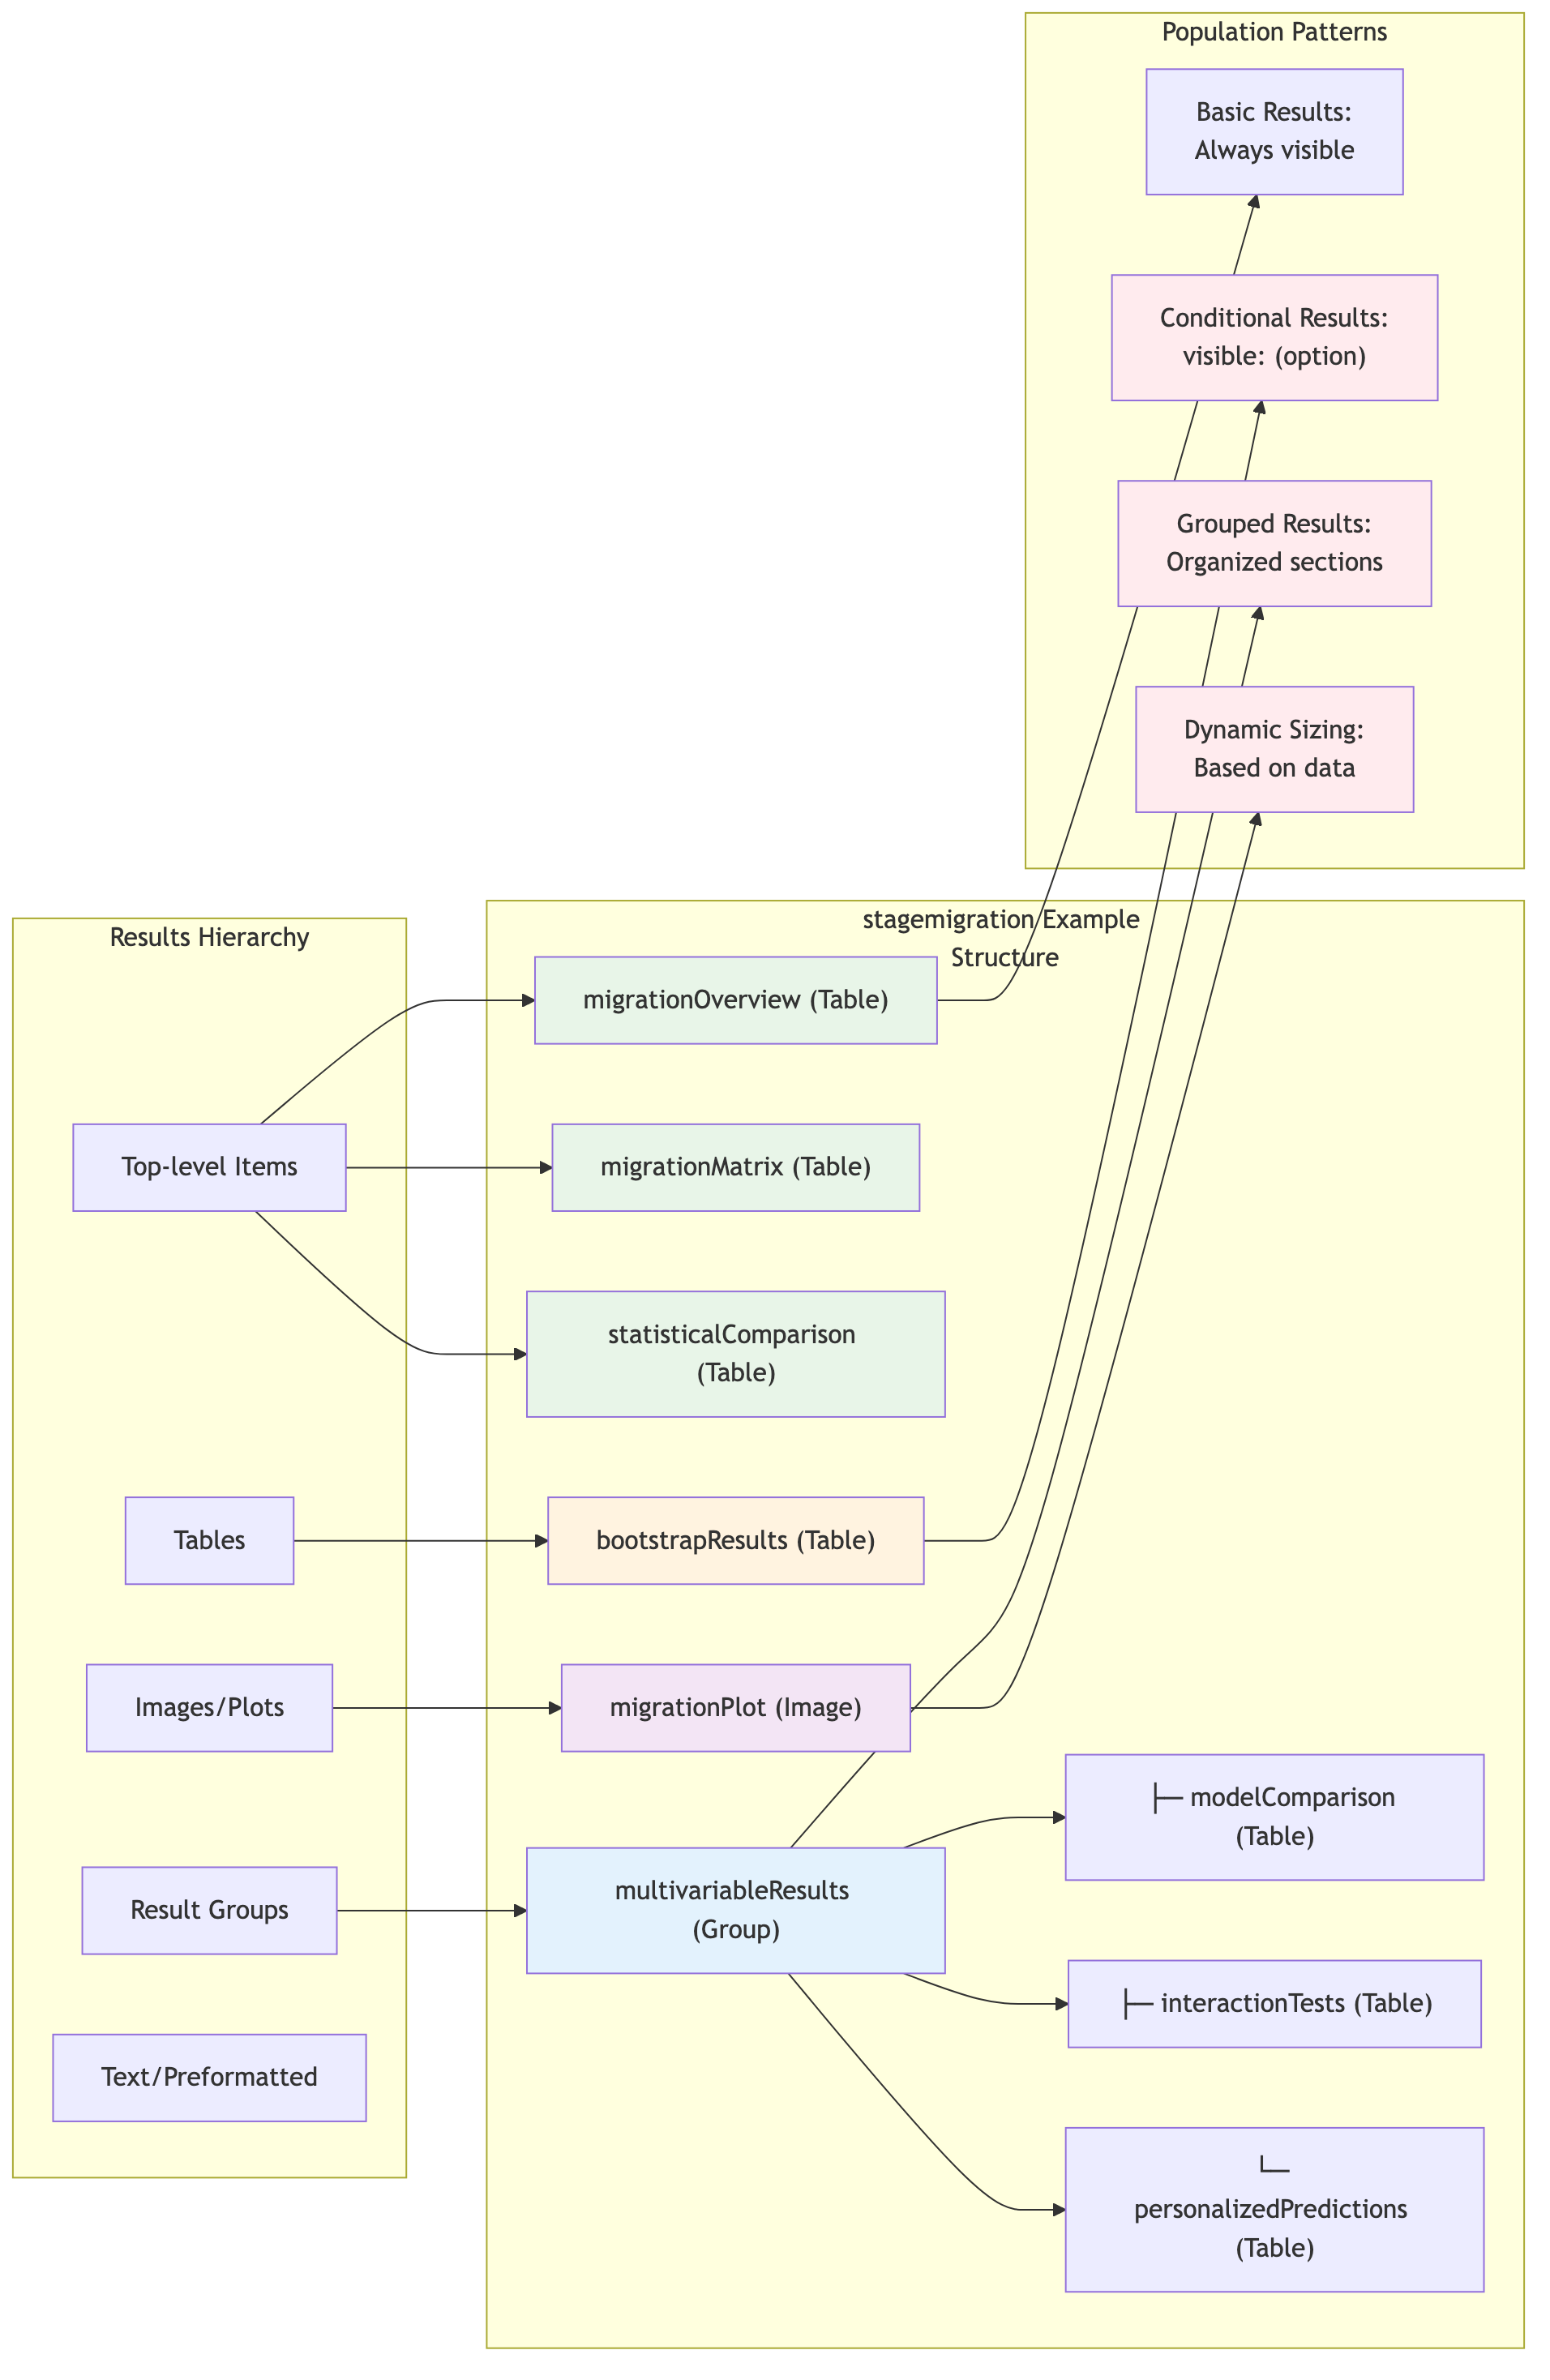 Population Patterns
Basic Results:
Always visible
Conditional Results:
visible: (option)
Grouped Results:
Organized sections
Dynamic Sizing:
Based on data
Results Hierarchy
Top-level Items
Tables
Images/Plots
Result Groups
Text/Preformatted
stagemigration Example
Structure
migrationOverview (Table)
migrationMatrix (Table)
statisticalComparison
(Table)
bootstrapResults (Table)
migrationPlot (Image)
multivariableResults
(Group)
├─ modelComparison
(Table)
├─ interactionTests (Table)
└─
personalizedPredictions
(Table)